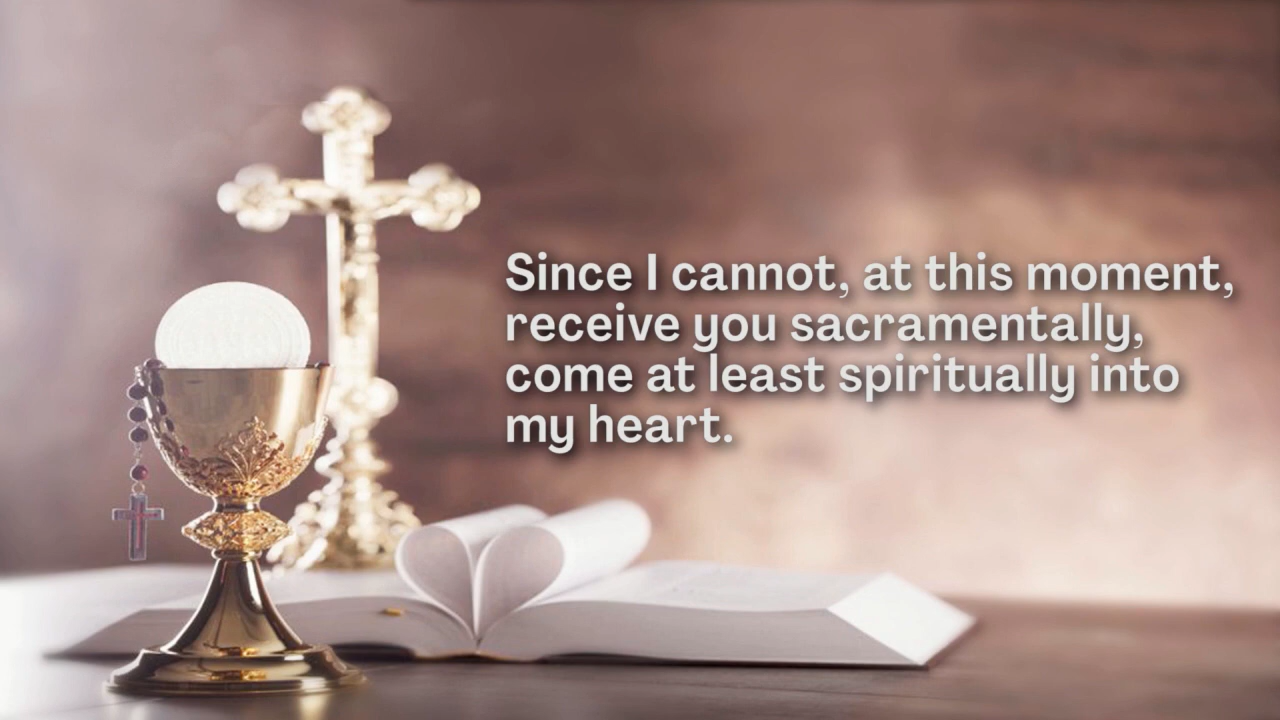 Since I cannot, at this moment,
receive you sacramentally,
come at least spiritually into
my heart.